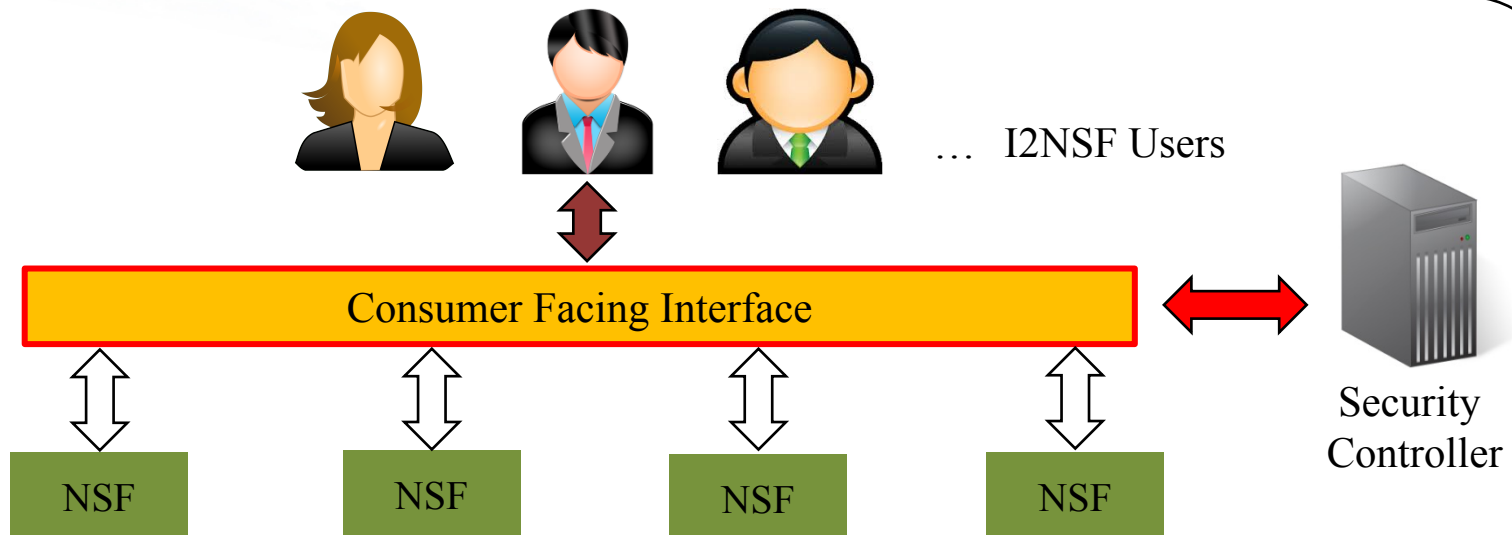 … I2NSF Users
Consumer Facing Interface
Security
Controller
NSF
NSF
NSF
NSF